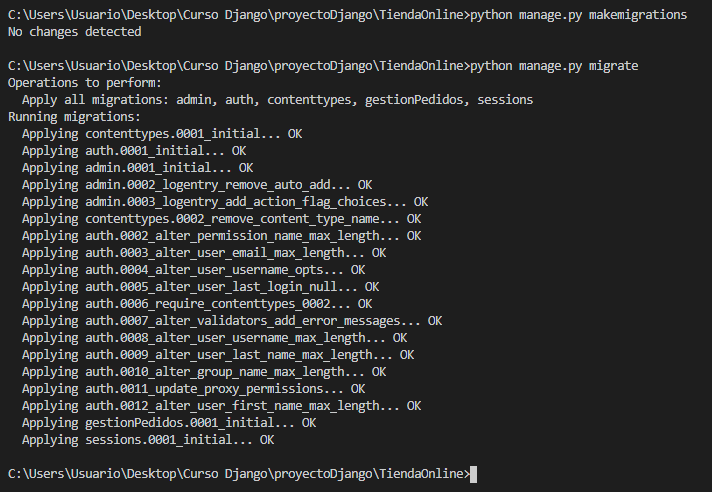 C:\Users\Usuario\Desktop\Curso Django\proyectoDjango\TiendaOnline>python manage.py makemigrations
No changes detected
C:\Users\Usuario\Desktop\Curso Django\proyectoDjango\TiendaOnline>python manage.py migrate
Operations to perform:
  Apply all migrations: admin, auth, contenttypes, gestionPedidos, sessions
Running migrations:
  Applying contenttypes.0001_initial... OK
  Applying auth.0001_initial... OK
  Applying admin.0001_initial... OK
  Applying admin.0002_logentry_remove_auto_add... OK
  Applying admin.0003_logentry_add_action_flag_choices... OK
  Applying contenttypes.0002_remove_content_type_name... OK
  Applying auth.0002_alter_permission_name_max_length... OK
  Applying auth.0003_alter_user_email_max_length... OK
  Applying auth.0004_alter_user_username_opts... OK
  Applying auth.0005_alter_user_last_login_null... OK
  Applying auth.0006_require_contenttypes_0002... OK
  Applying auth.0007_alter_validators_add_error_messages... OK
  Applying auth.0008_alter_user_username_max_length... OK
  Applying auth.0009_alter_user_last_name_max_length... OK
  Applying auth.0010_alter_group_name_max_length... OK
  Applying auth.0011_update_proxy_permissions... OK
  Applying auth.0012_alter_user_first_name_max_length... OK
  Applying gestionPedidos.0001_initial... OK
  Applying sessions.0001_initial... OK
C:\Users\Usuario\Desktop\Curso Django\proyectoDjango\TiendaOnline>